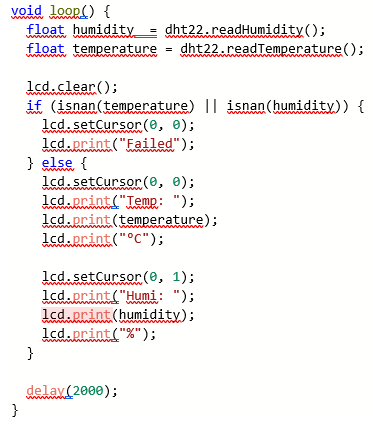 void loop() {
  float humidity  = dht22.readHumidity();
  float temperature = dht22.readTemperature();

  lcd.clear();
  if (isnan(temperature) || isnan(humidity)) {
    lcd.setCursor(0, 0);
    lcd.print("Failed");
  } else {
    lcd.setCursor(0, 0);
    lcd.print("Temp: ");
    lcd.print(temperature);
    lcd.print("°C");

    lcd.setCursor(0, 1);
    lcd.print("Humi: ");
    lcd.print(humidity);
    lcd.print("%");
  }

  delay(2000);
}